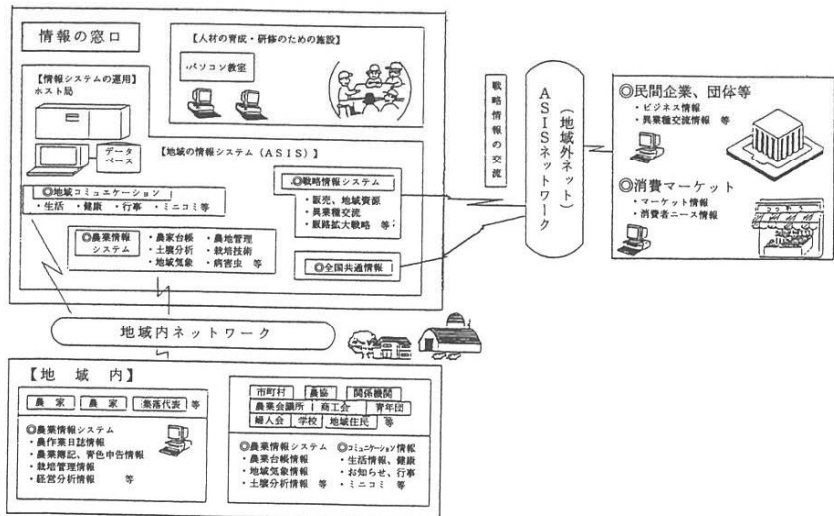 情報の窓口
【人材の育成・研修のための施設】
パソコン教室
【情報システムの運用】
ホスト局
データ
ベース
【地域の情報システム(ASIS)】
◎地域コミュニケーション
・生活 ・健康 ・行事 ・ミニコミ等
◎戦略情報システム
・販売、地域資源
・異業種交流
・販路拡大戦略 等
◎農業情報
システム
・農家台帳 ・農地管理
・土壌分析 ・栽培技術
・地域気象 ・病害虫 等
◎全国共通情報
戦略情報の交流
(地域外ネット)
ASISネットワーク
◎民間企業、団体等
・ビジネス情報
・異業種交流情報 等
◎消費マーケット
・マーケット情報
・消費者ニース情報
地域内ネットワーク
【地 域 内】
農 家 農 家 集落代表 等
◎農業情報システム
・農作業日誌情報
・農業簿記、青色申告情報
・栽培管理情報
・経営分析情報 等
市町村 農協 関係機関
農業会議所 商工会 青年団
婦人会 学校 地域住民 等
◎農業情報システム
・農業台帳情報
・地域気象情報
・土壌分析情報 等
◎コミュニケーション情報
・生活情報、健康
・お知らせ、行事
・ミニコミ 等